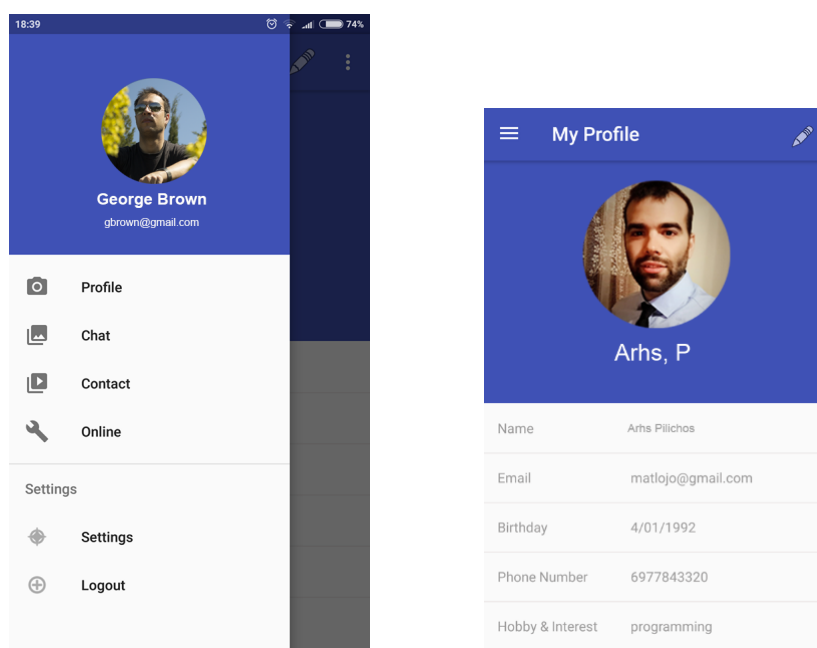 18:39
74%
George Brown
gbrown@gmail.com
Profile
Chat
Contact
Online
Settings
Settings
Logout
My Profile
Arhs, P
Name Arhs Pilichos
Email matlojo@gmail.com
Birthday 4/01/1992
Phone Number 6977843320
Hobby & Interest programming